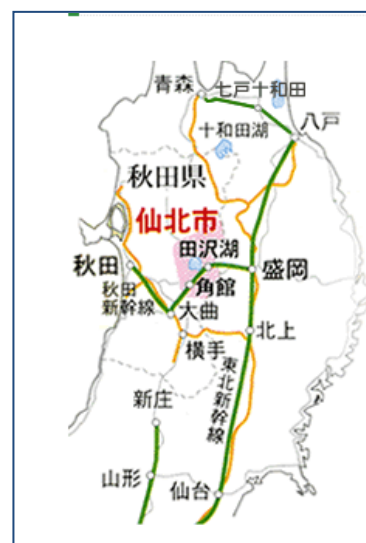 青森
七戸十和田
八戸
十和田湖
秋田県
仙北市
田沢湖
秋田
盛岡
秋田
新幹線
角館
大曲
北上
横手
東北新幹線
新庄
山形
仙台